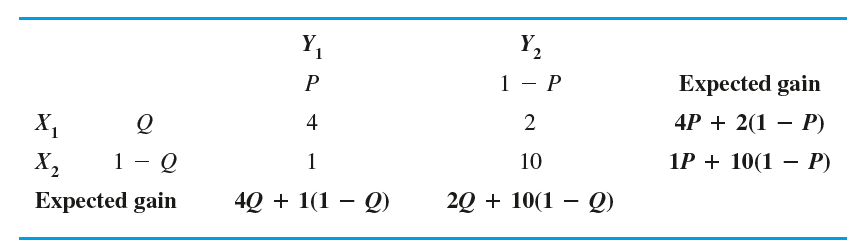 Y₁ Y₂
P 1 − P Expected gain
X₁ Q 4 2 4P + 2(1 − P)
X₂ 1 − Q 1 10 1P + 10(1 − P)
Expected gain 4Q + 1(1 − Q) 2Q + 10(1 − Q)